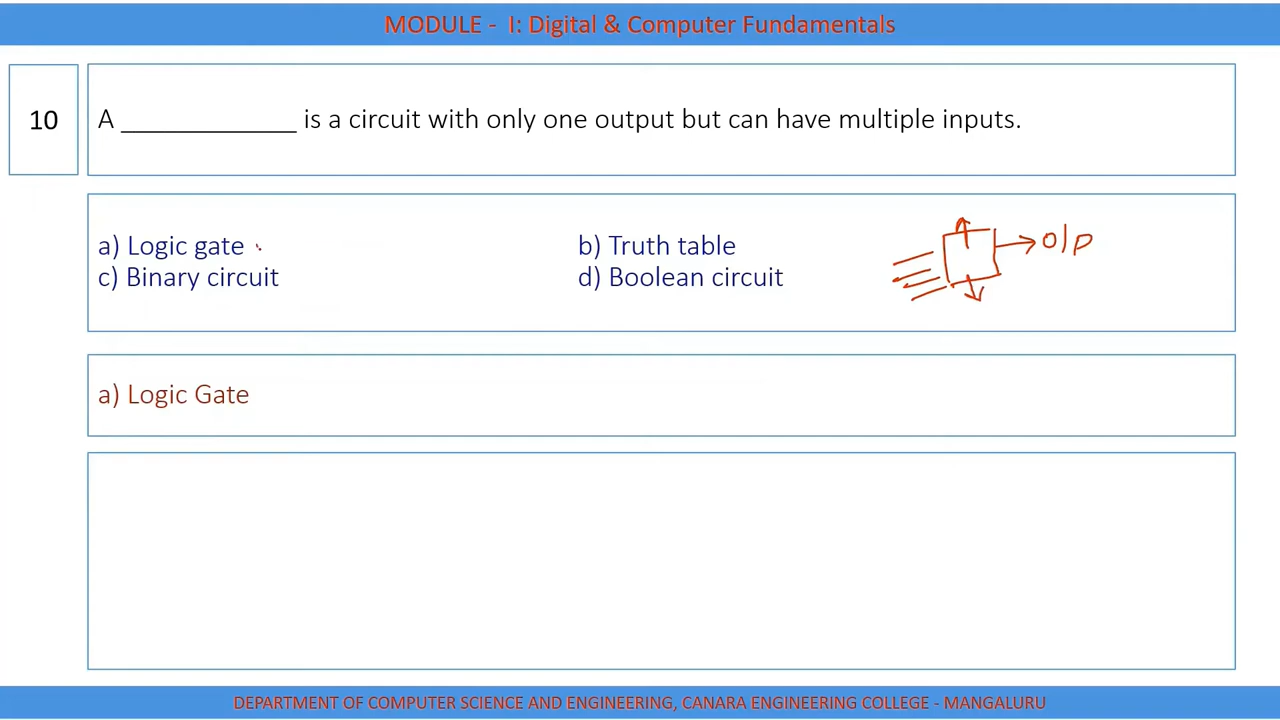 MODULE - I: Digital & Computer Fundamentals
10
A _____________ is a circuit with only one output but can have multiple inputs.
a) Logic gate
b) Truth table
c) Binary circuit
d) Boolean circuit
o/p
a) Logic Gate
DEPARTMENT OF COMPUTER SCIENCE AND ENGINEERING, CANARA ENGINEERING COLLEGE - MANGALURU